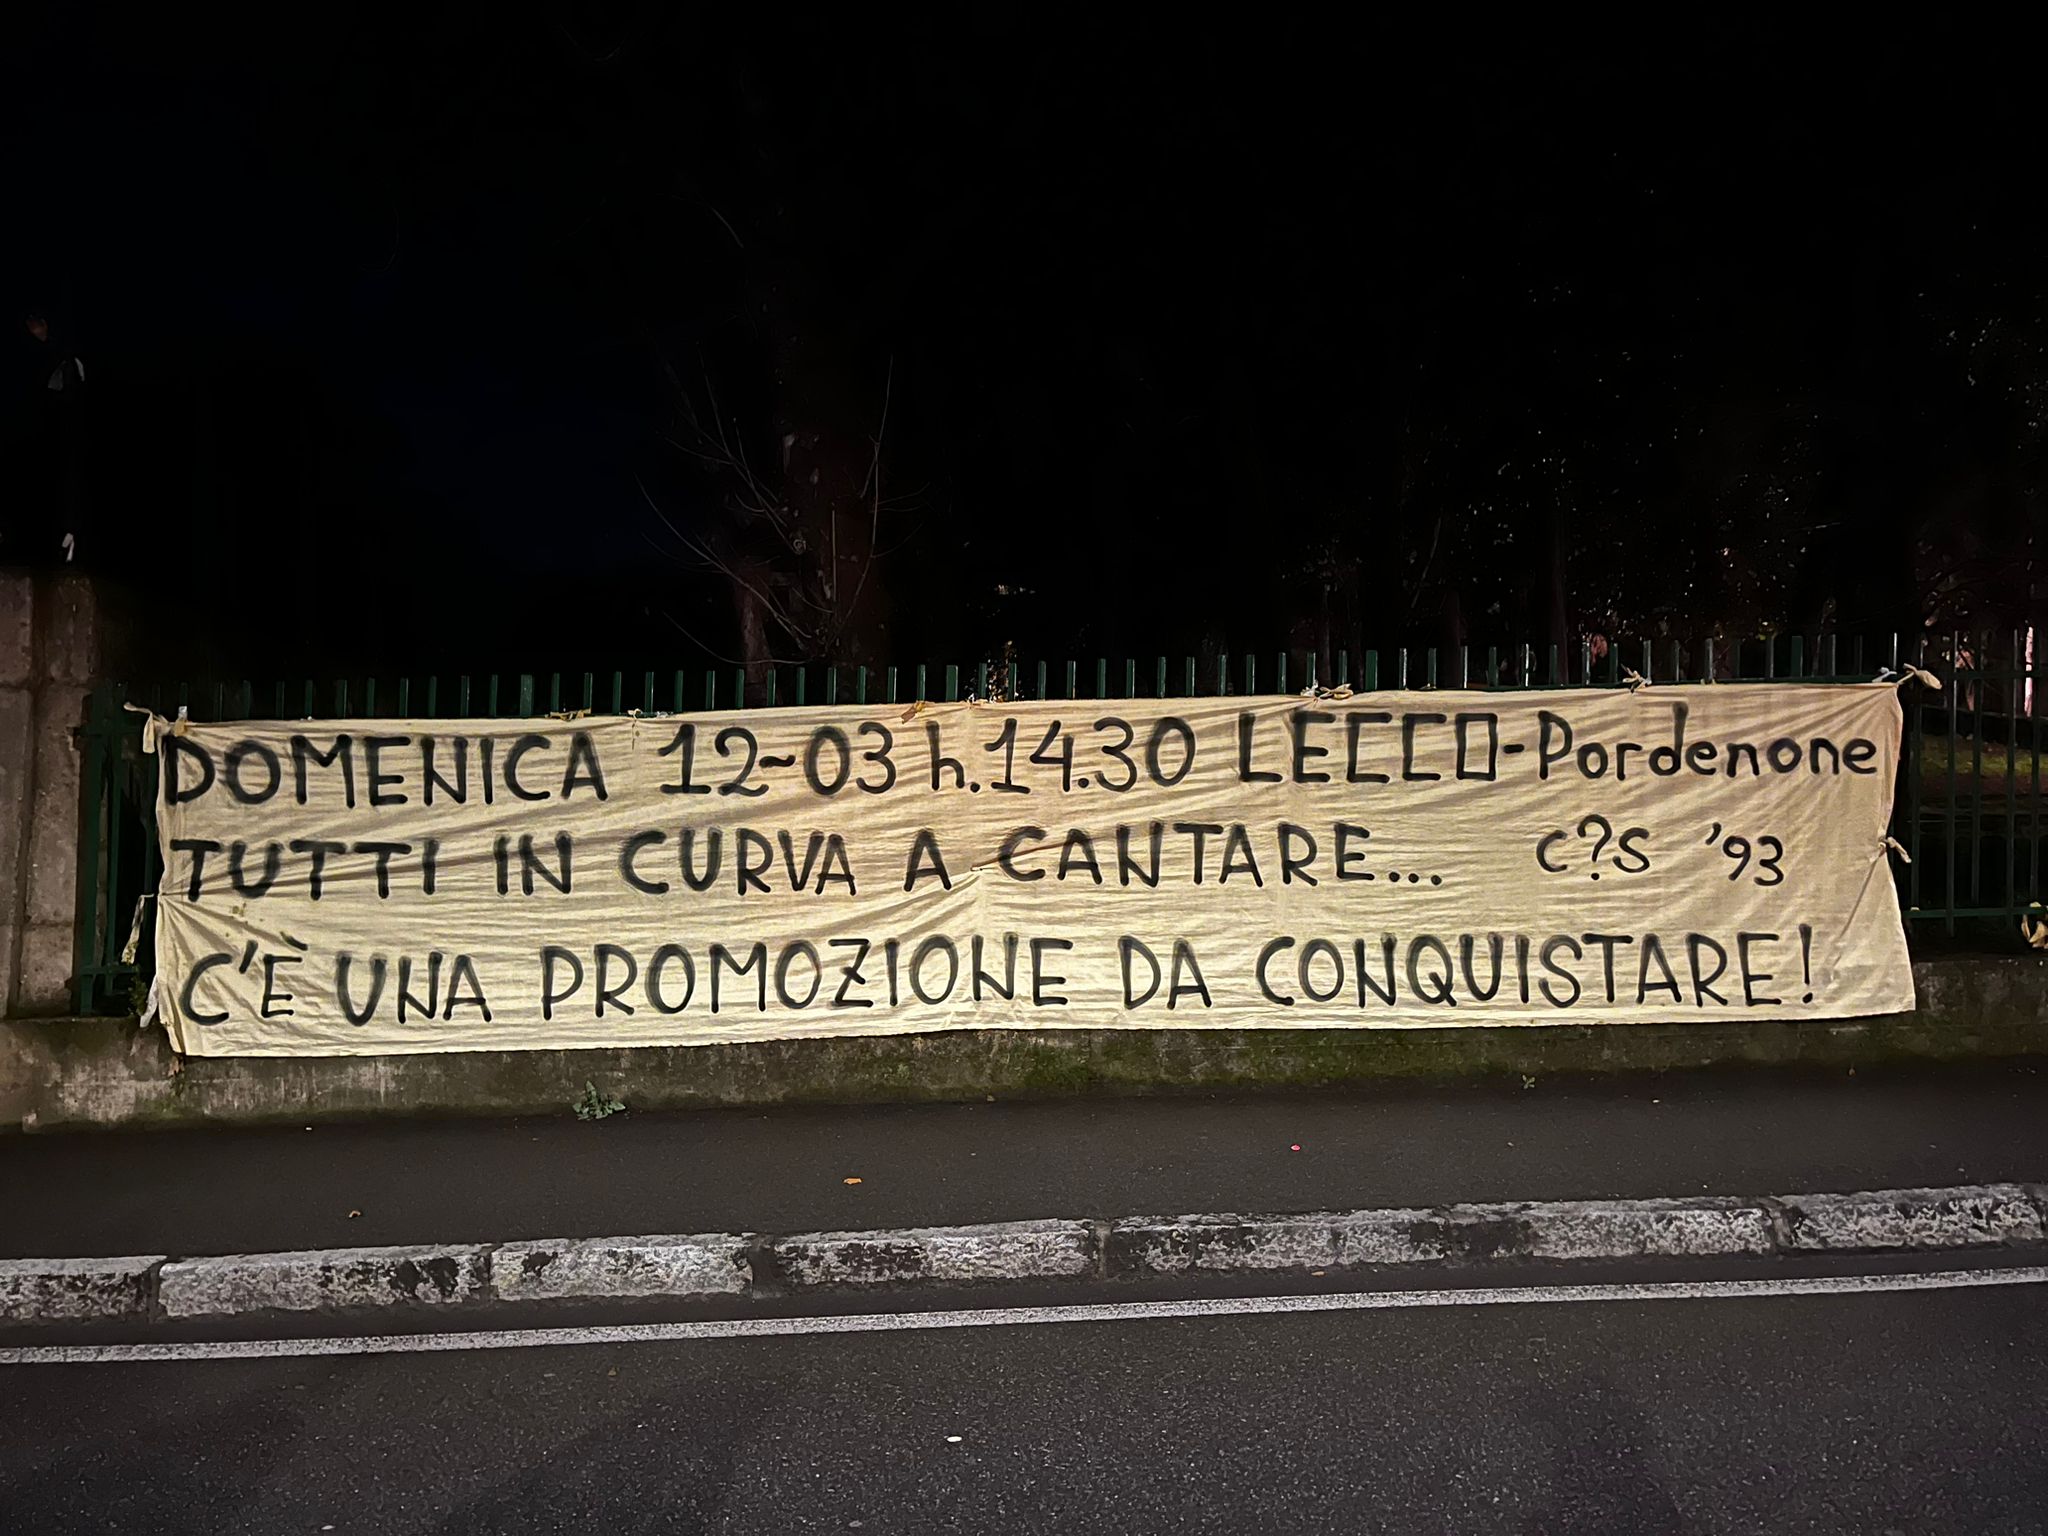 DOMENICA 12-03 h.14.30 LECCO-Pordenone
TUTTI IN CURVA A CANTARE... C?S '93
C'È UNA PROMOZIONE DA CONQUISTARE!